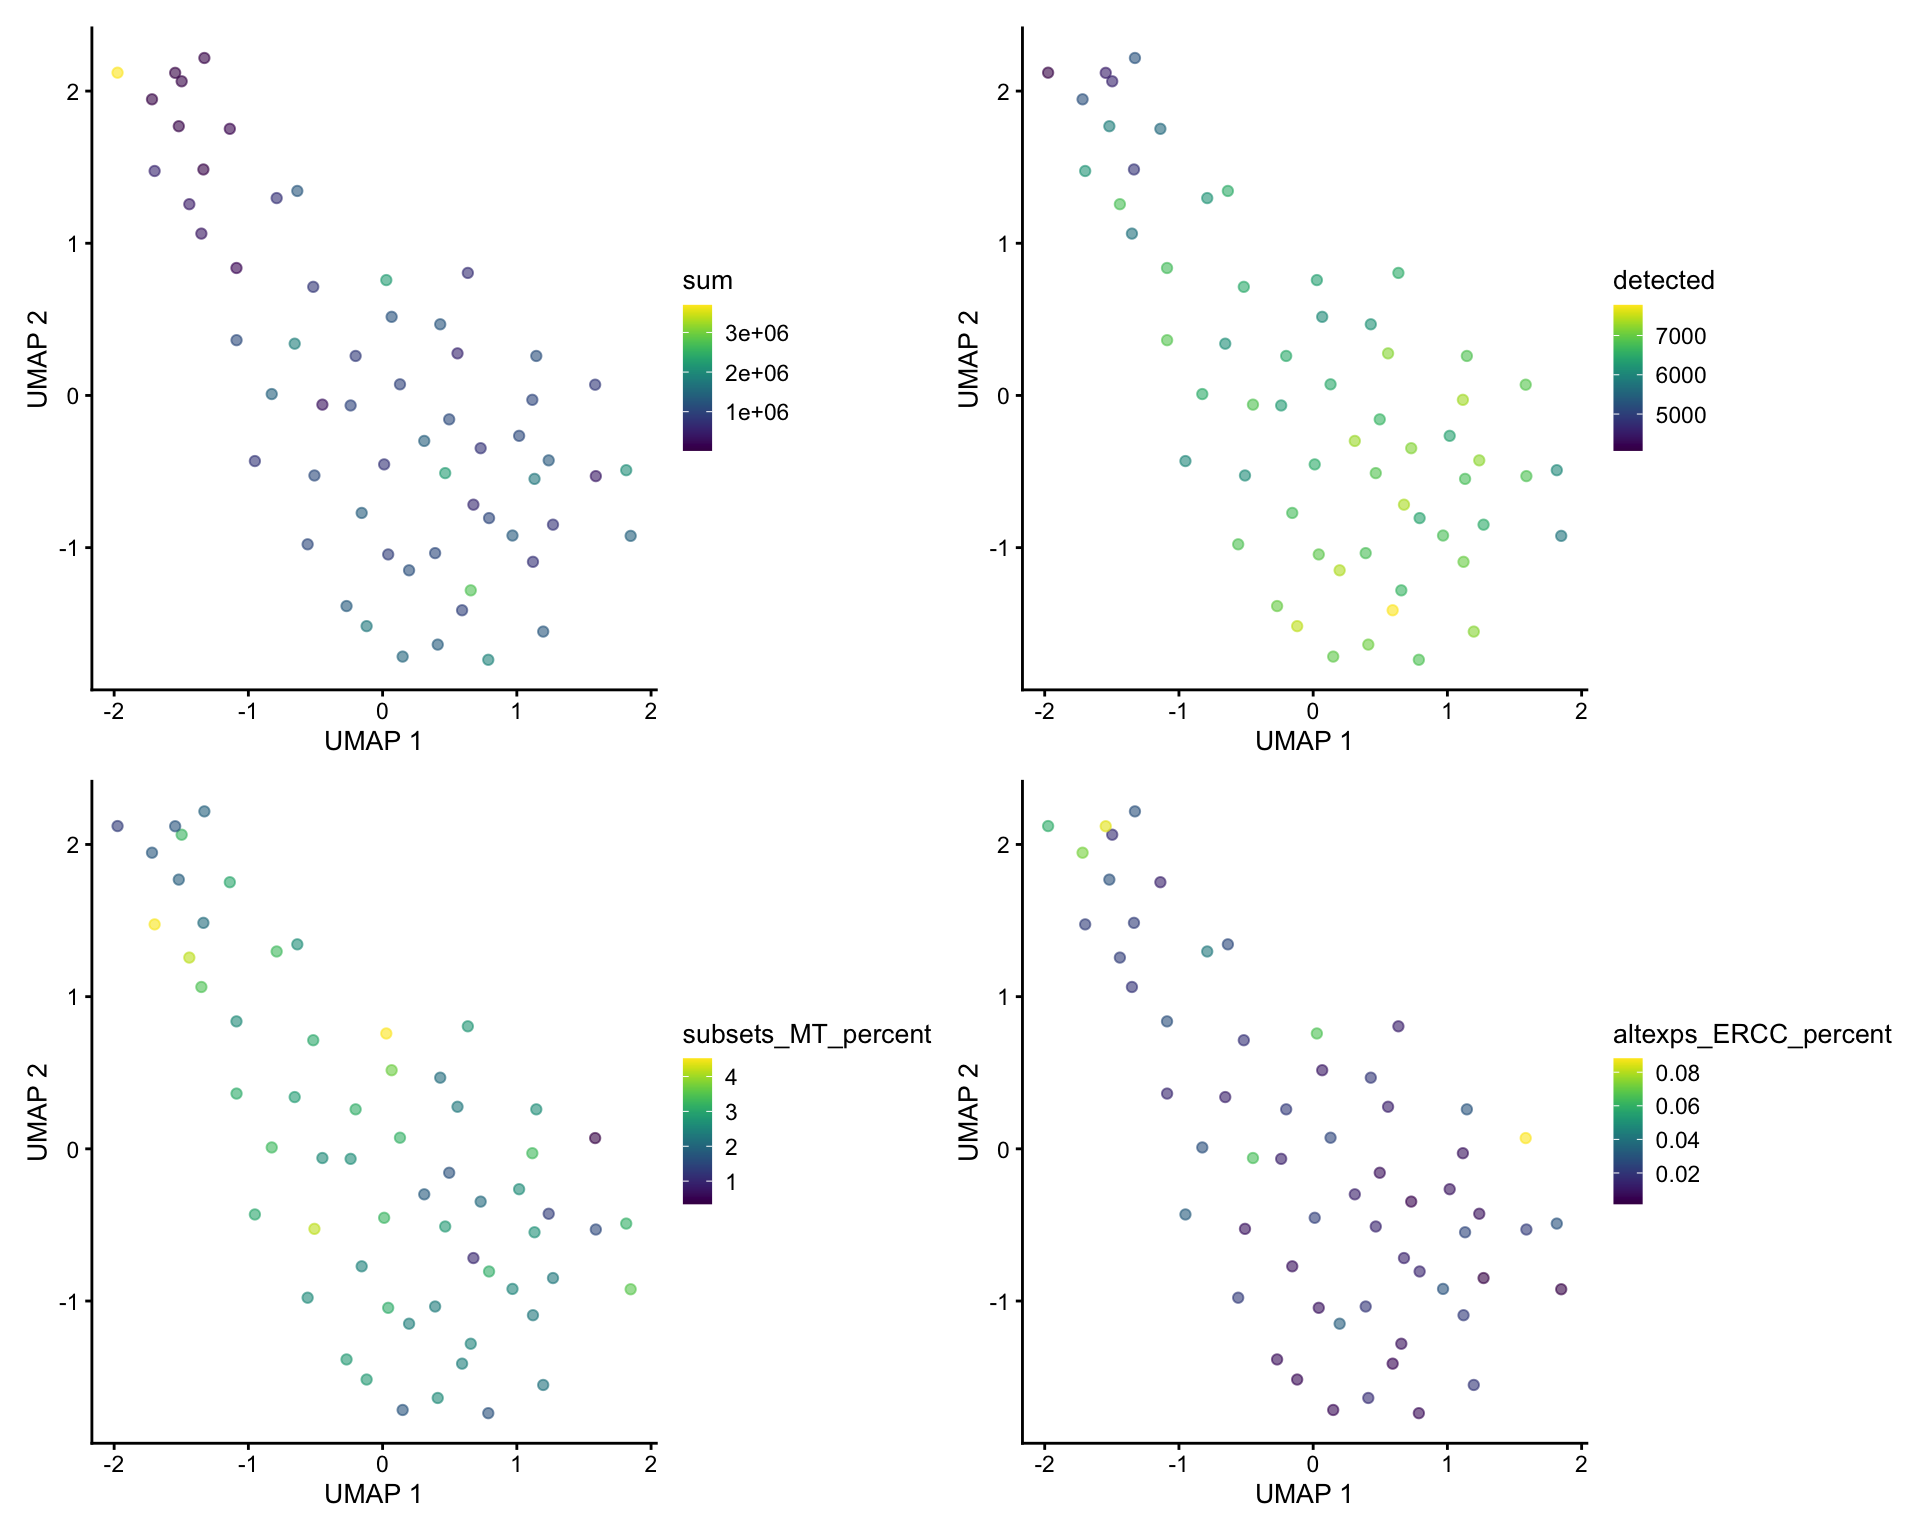 2
1
0
-1
UMAP 2
-2 -1 0 1 2
UMAP 1
sum
3e+06
2e+06
1e+06
2
1
0
-1
UMAP 2
-2 -1 0 1 2
UMAP 1
detected
7000
6000
5000
2
1
0
-1
UMAP 2
-2 -1 0 1 2
UMAP 1
subsets_MT_percent
4
3
2
1
2
1
0
-1
UMAP 2
-2 -1 0 1 2
UMAP 1
altexps_ERCC_percent
0.08
0.06
0.04
0.02